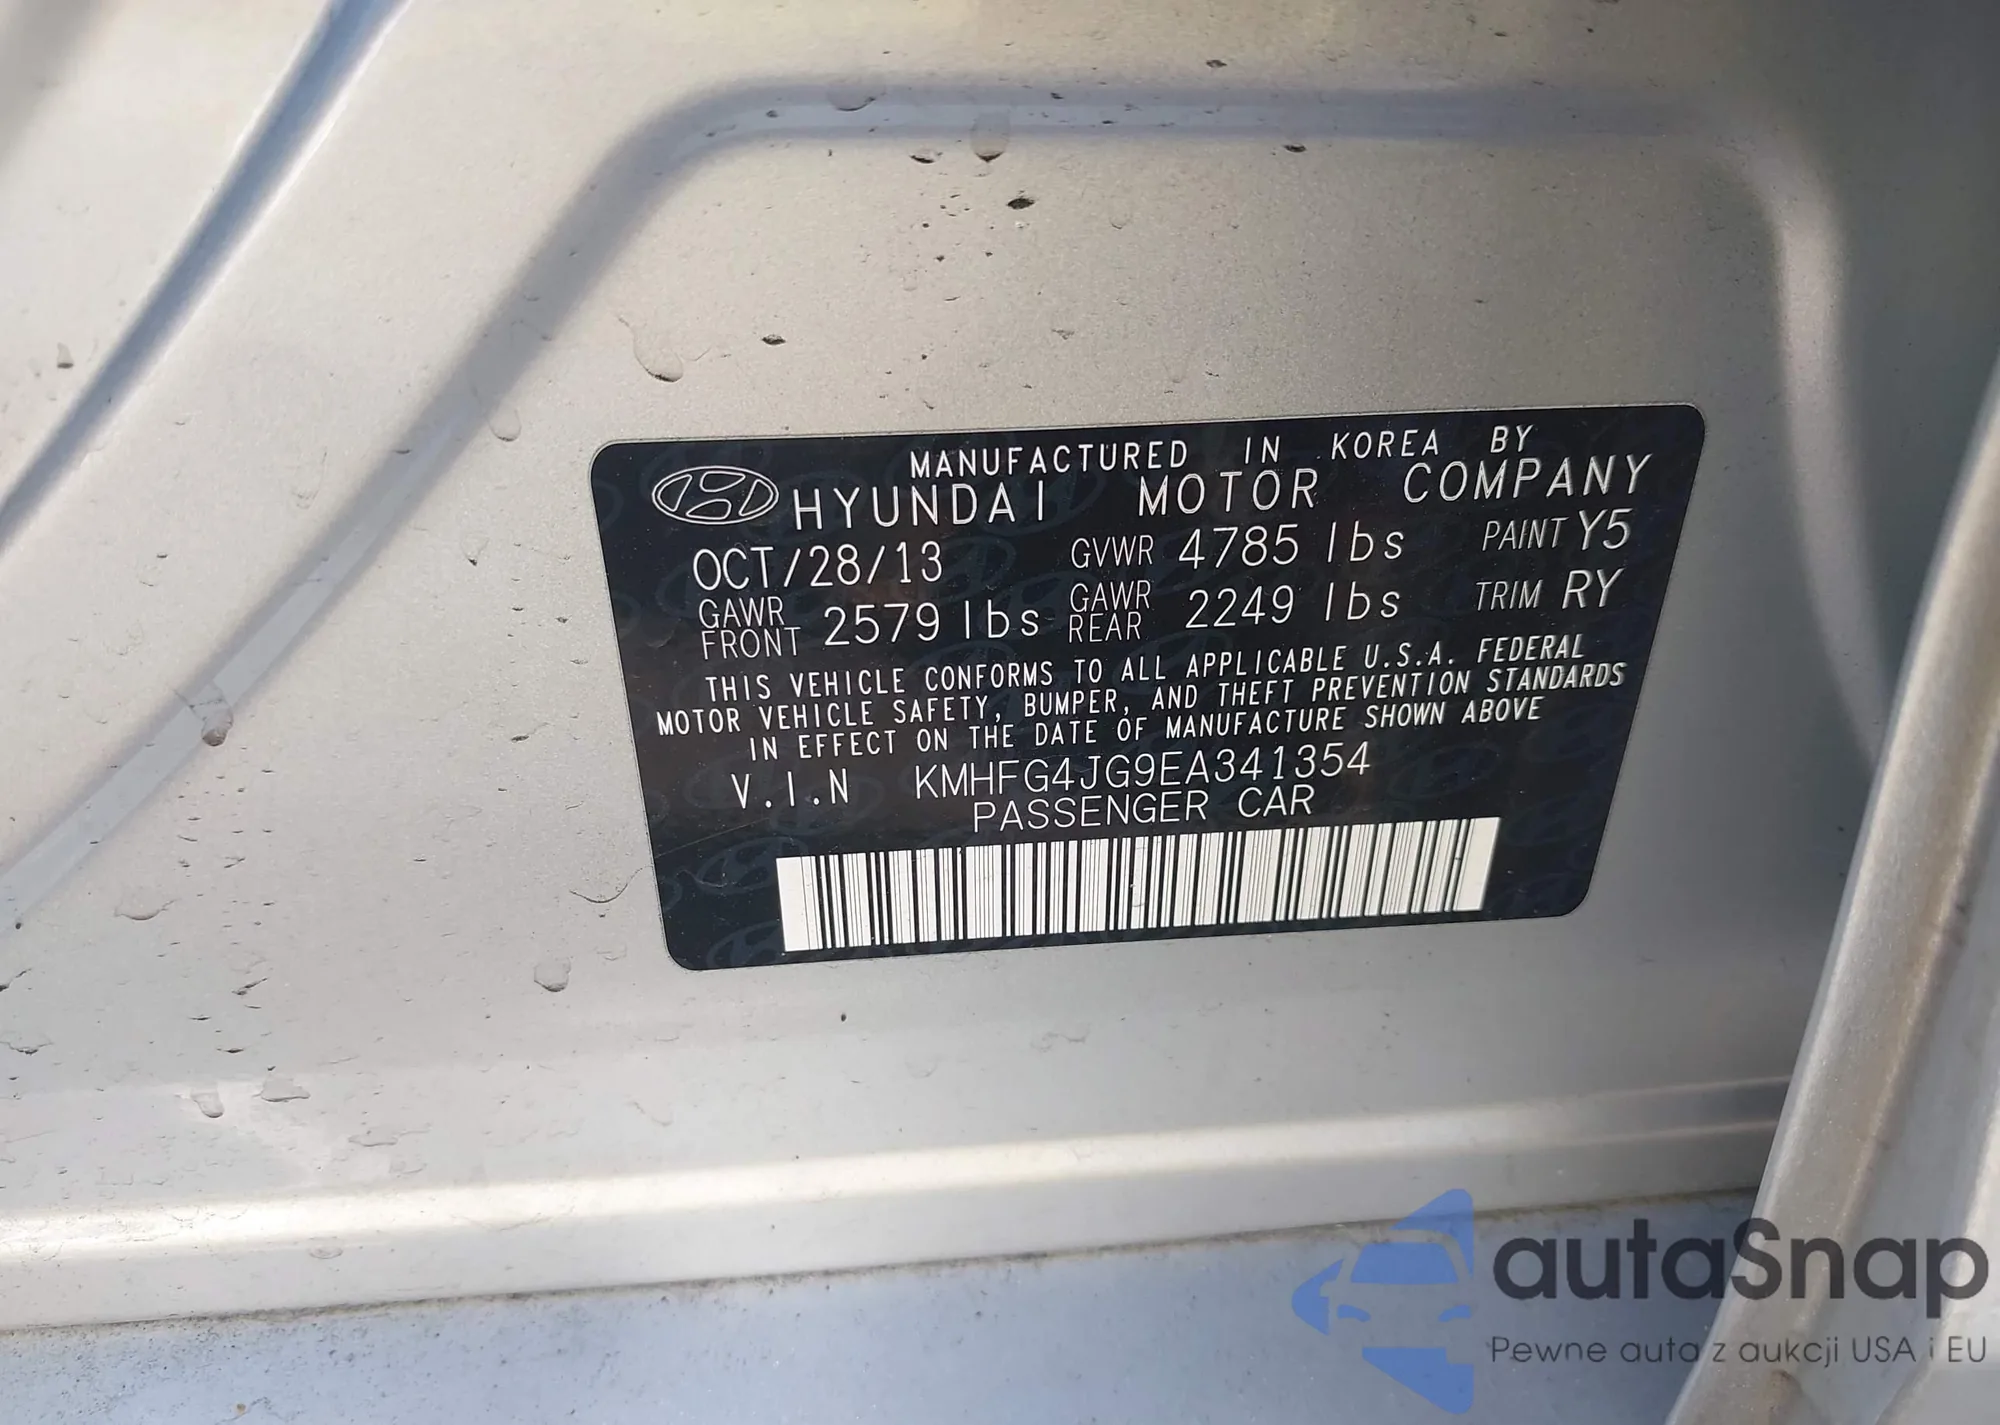 MANUFACTURED IN KOREA BY
HYUNDAI MOTOR COMPANY
OCT/28/13 GVWR 4785 lbs PAINT Y5
GAWR FRONT 2579 lbs GAWR REAR 2249 lbs TRIM RY
THIS VEHICLE CONFORMS TO ALL APPLICABLE U.S.A. FEDERAL
MOTOR VEHICLE SAFETY, BUMPER, AND THEFT PREVENTION STANDARDS
IN EFFECT ON THE DATE OF MANUFACTURE SHOWN ABOVE
V.I.N KMHFG4JG9EA341354
PASSENGER CAR
autaSnap
Pewne auta z aukcji USA i EU